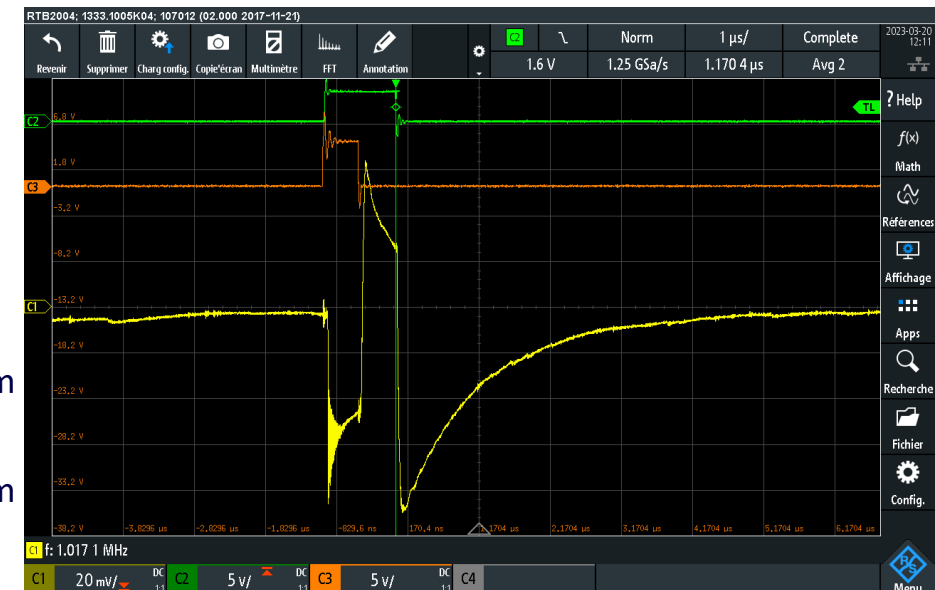 RTB2004; 1333.1005K04; 107012 (02.000 2017-11-21)
Revenir Supprimer Charg config. Copie'écran Multimètre FFT Annotation
C2 Norm 1 µs/ Complete
1.6 V 1.25 GSa/s 1.170 4 µs Avg 2
2023-03-20
12:11
TL
? Help
f(x)
Math
Références
Affichage
Apps
Recherche
Fichier
Config.
Menu
C2
6.8 V
1.8 V
C3
-3.2 V
-8.2 V
-13.2 V
C1
-18.2 V
-23.2 V
-28.2 V
-33.2 V
-38.2 V -3.8296 µs -2.8296 µs -1.8296 µs -829.6 ns 170.4 ns 1.1704 µs 2.1704 µs 3.1704 µs 4.1704 µs 5.1704 µs 6.1704 µs
m
m
C1 f: 1.017 1 MHz
C1 20 mV/ DC 1:1 C2 5 V/ DC 1:1 C3 5 V/ DC 1:1 C4
R&S